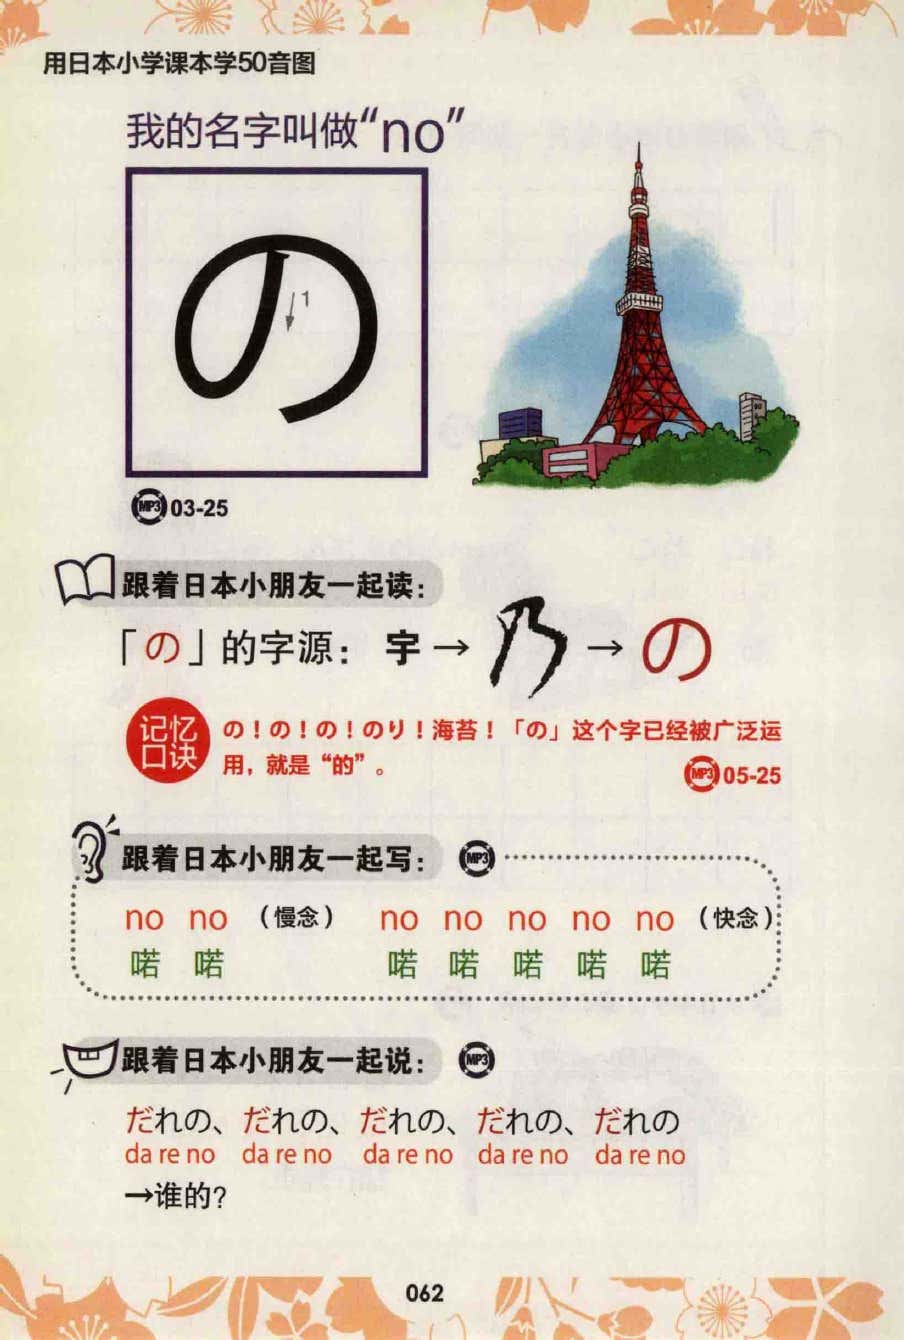 用日本小学课本学50音图
我的名字叫做“no”
の
1
MP3 03-25
跟着日本小朋友一起读：
「の」的字源：宇→乃→の
记忆口诀
の！の！の！のり！海苔！「の」这个字已经被广泛运
用，就是“的”。
MP3 05-25
跟着日本小朋友一起写：
MP3
no no （慢念） no no no no no （快念）
喏 喏 喏 喏 喏 喏 喏
跟着日本小朋友一起说：
MP3
だれの、だれの、だれの、だれの、だれの
da re no da re no da re no da re no da re no
→谁的？
062